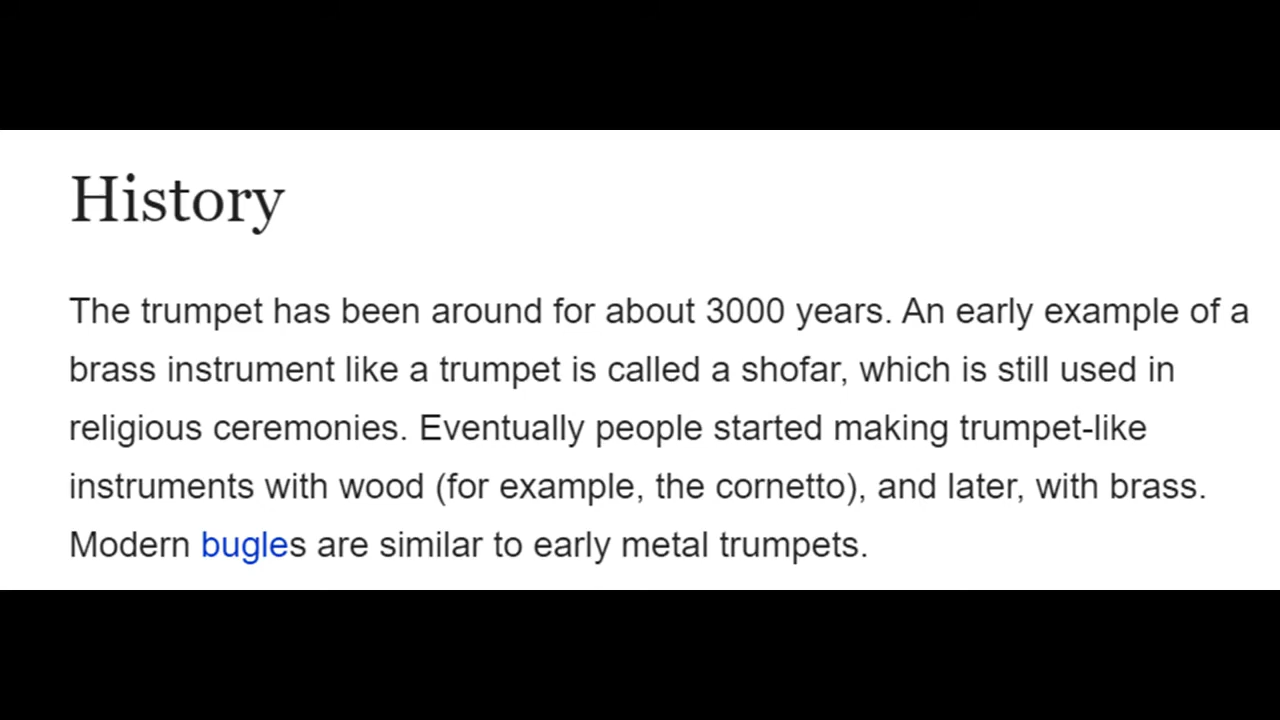 History
The trumpet has been around for about 3000 years. An early example of a
brass instrument like a trumpet is called a shofar, which is still used in
religious ceremonies. Eventually people started making trumpet-like
instruments with wood (for example, the cornetto), and later, with brass.
Modern bugles are similar to early metal trumpets.